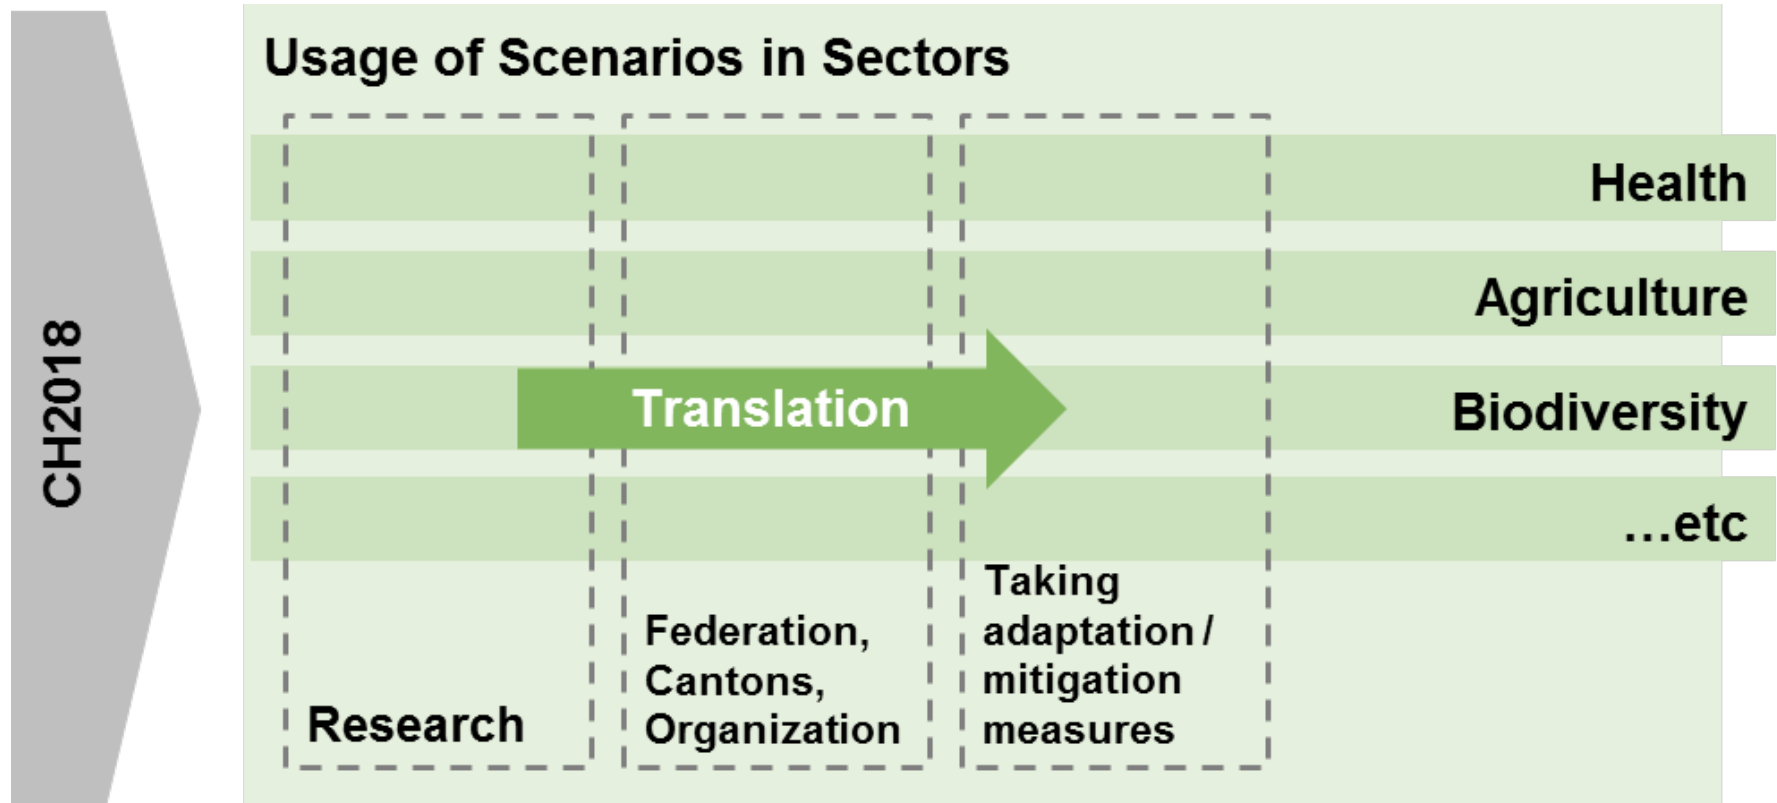 CH2018
Usage of Scenarios in Sectors
Health
Agriculture
Biodiversity
…etc
Translation
Research
Federation,
Cantons,
Organization
Taking
adaptation /
mitigation
measures